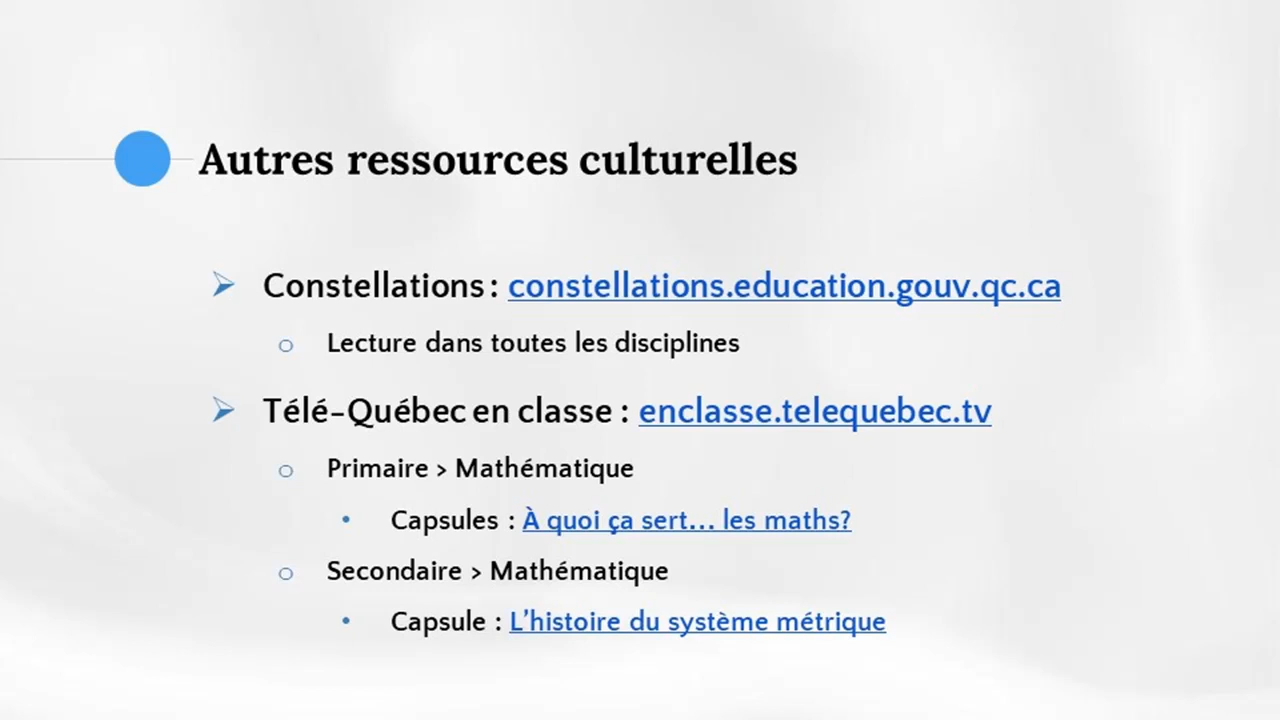 Autres ressources culturelles
Constellations : constellations.education.gouv.qc.ca
Lecture dans toutes les disciplines
Télé-Québec en classe : enclasse.telequebec.tv
Primaire > Mathématique
Capsules : À quoi ça sert… les maths?
Secondaire > Mathématique
Capsule : L’histoire du système métrique